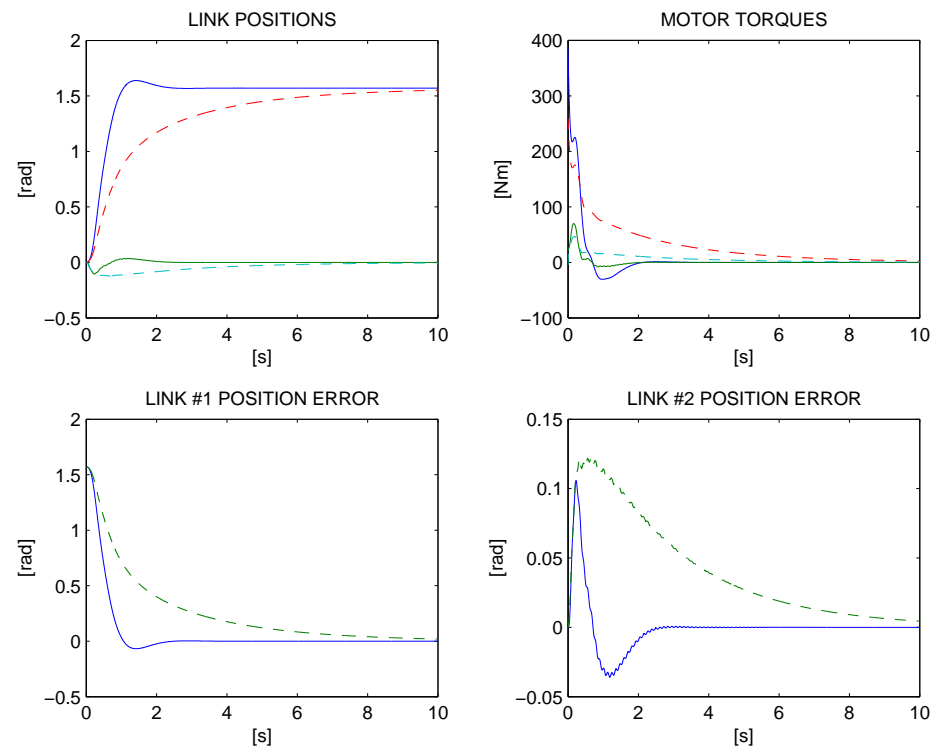 LINK POSITIONS
2
1.5
1
0.5
0
−0.5
[rad]
0 2 4 6 8 10
[s]
MOTOR TORQUES
400
300
200
100
0
−100
[Nm]
0 2 4 6 8 10
[s]
LINK #1 POSITION ERROR
2
1.5
1
0.5
0
−0.5
[rad]
0 2 4 6 8 10
[s]
LINK #2 POSITION ERROR
0.15
0.1
0.05
0
−0.05
[rad]
0 2 4 6 8 10
[s]